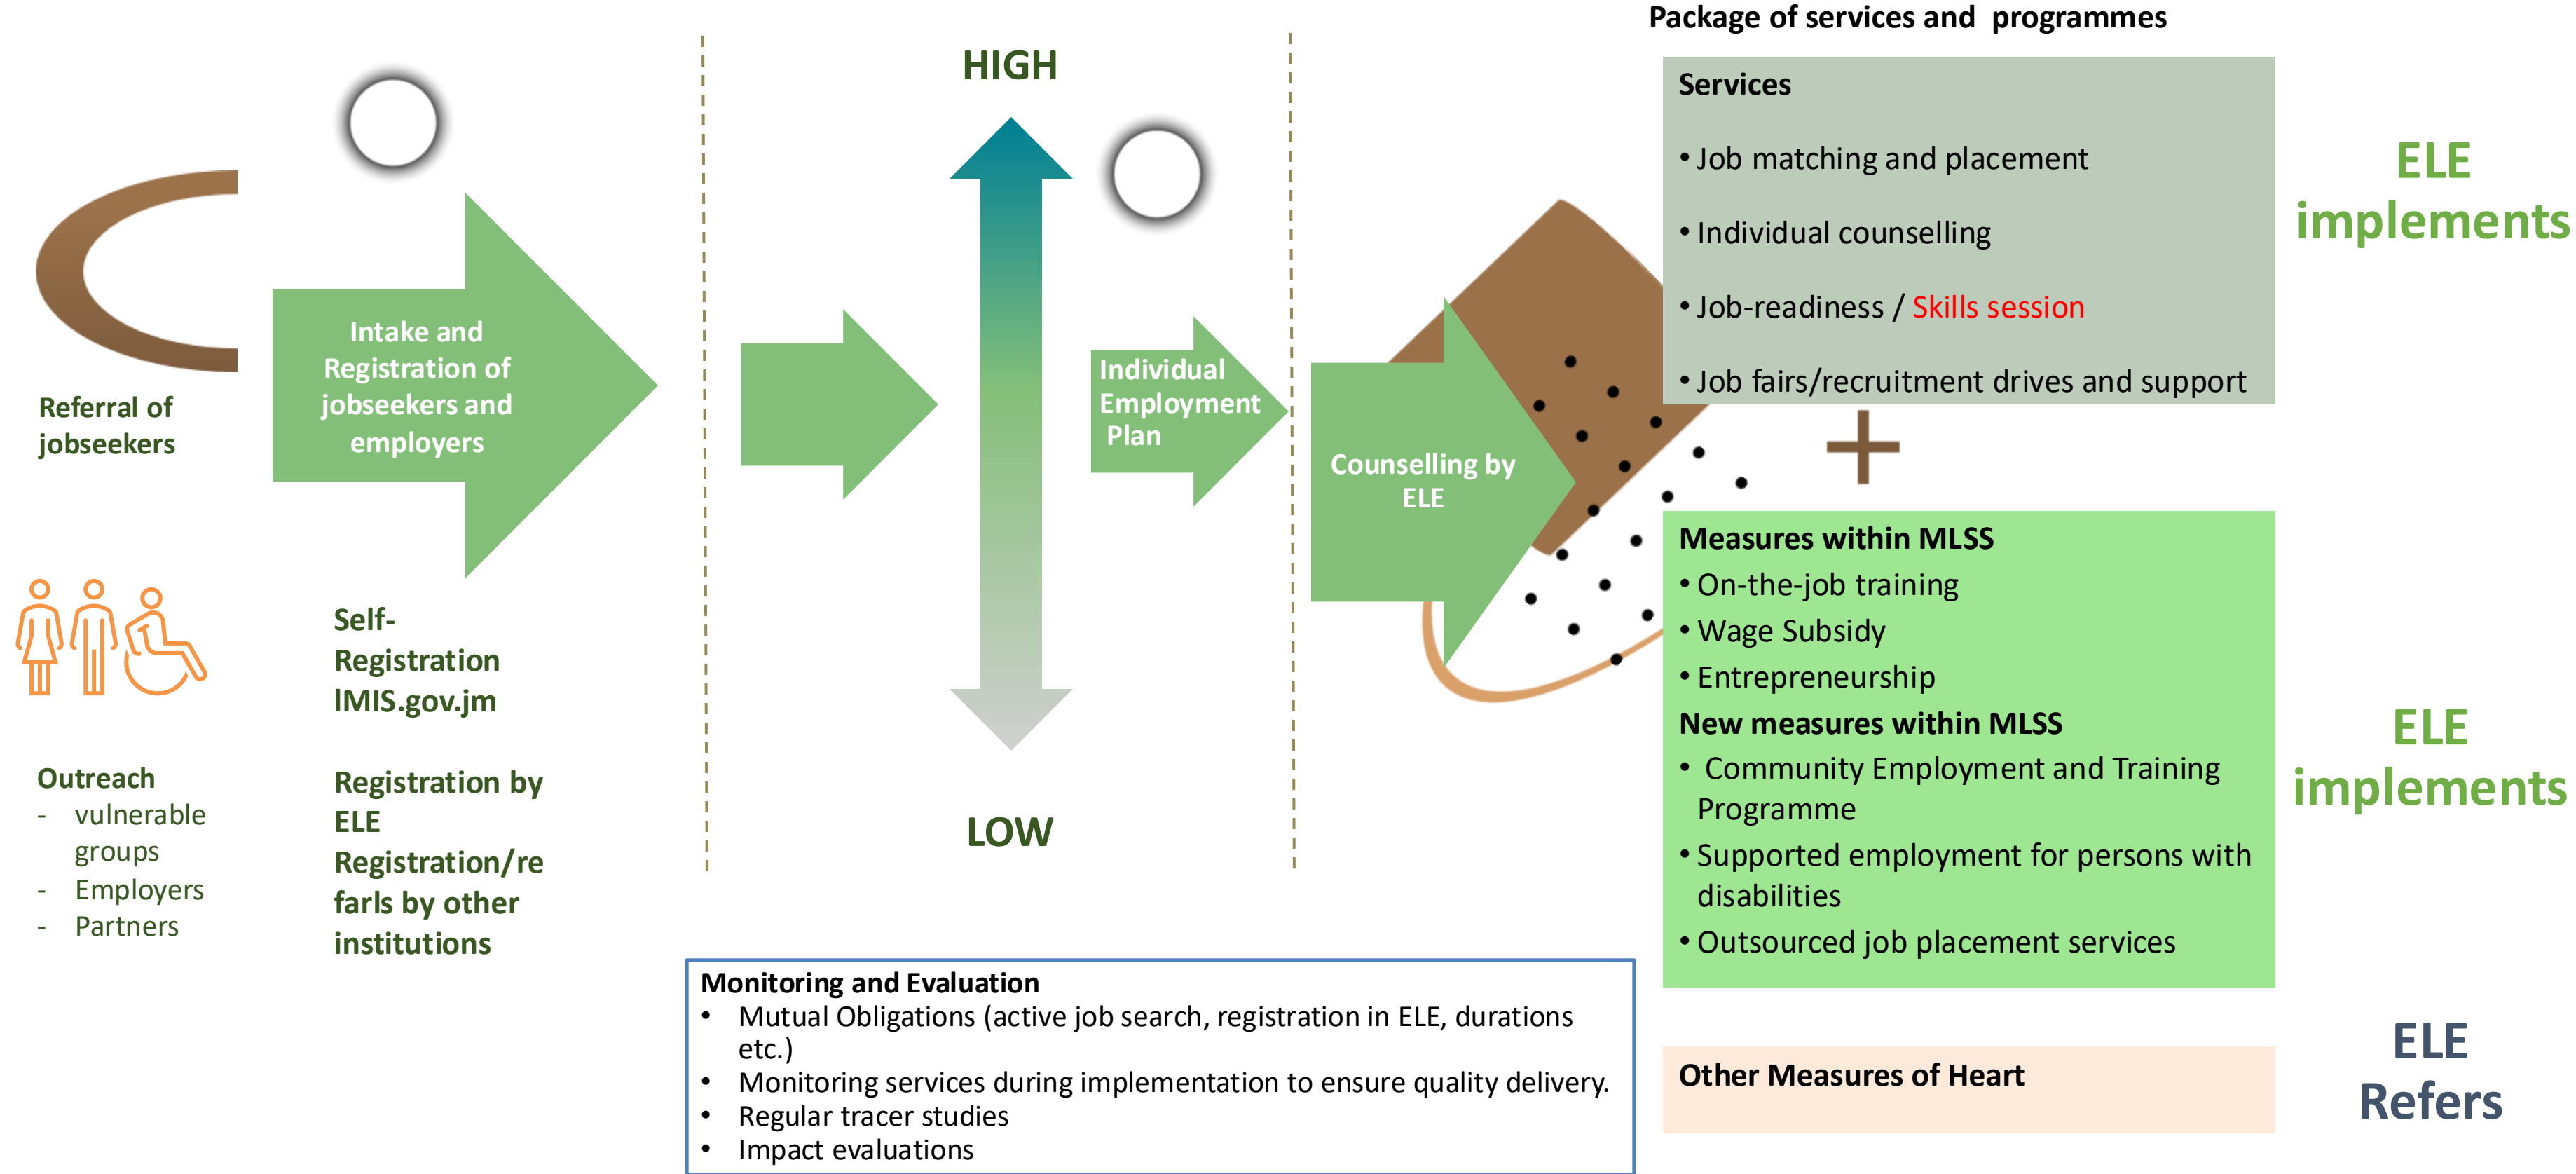 Referral of
jobseekers
Outreach
- vulnerable
groups
- Employers
- Partners
Intake and
Registration of
jobseekers and
employers
Self-
Registration
lMIS.gov.jm
Registration by
ELE
Registration/re
farls by other
institutions
HIGH
LOW
Individual
Employment
Plan
Counselling by
ELE
Package of services and programmes
Services
• Job matching and placement
• Individual counselling
• Job-readiness / Skills session
• Job fairs/recruitment drives and support
ELE
implements
Measures within MLSS
• On-the-job training
• Wage Subsidy
• Entrepreneurship
New measures within MLSS
• Community Employment and Training
Programme
• Supported employment for persons with
disabilities
• Outsourced job placement services
ELE
implements
Other Measures of Heart
ELE
Refers
Monitoring and Evaluation
• Mutual Obligations (active job search, registration in ELE, durations
etc.)
• Monitoring services during implementation to ensure quality delivery.
• Regular tracer studies
• Impact evaluations